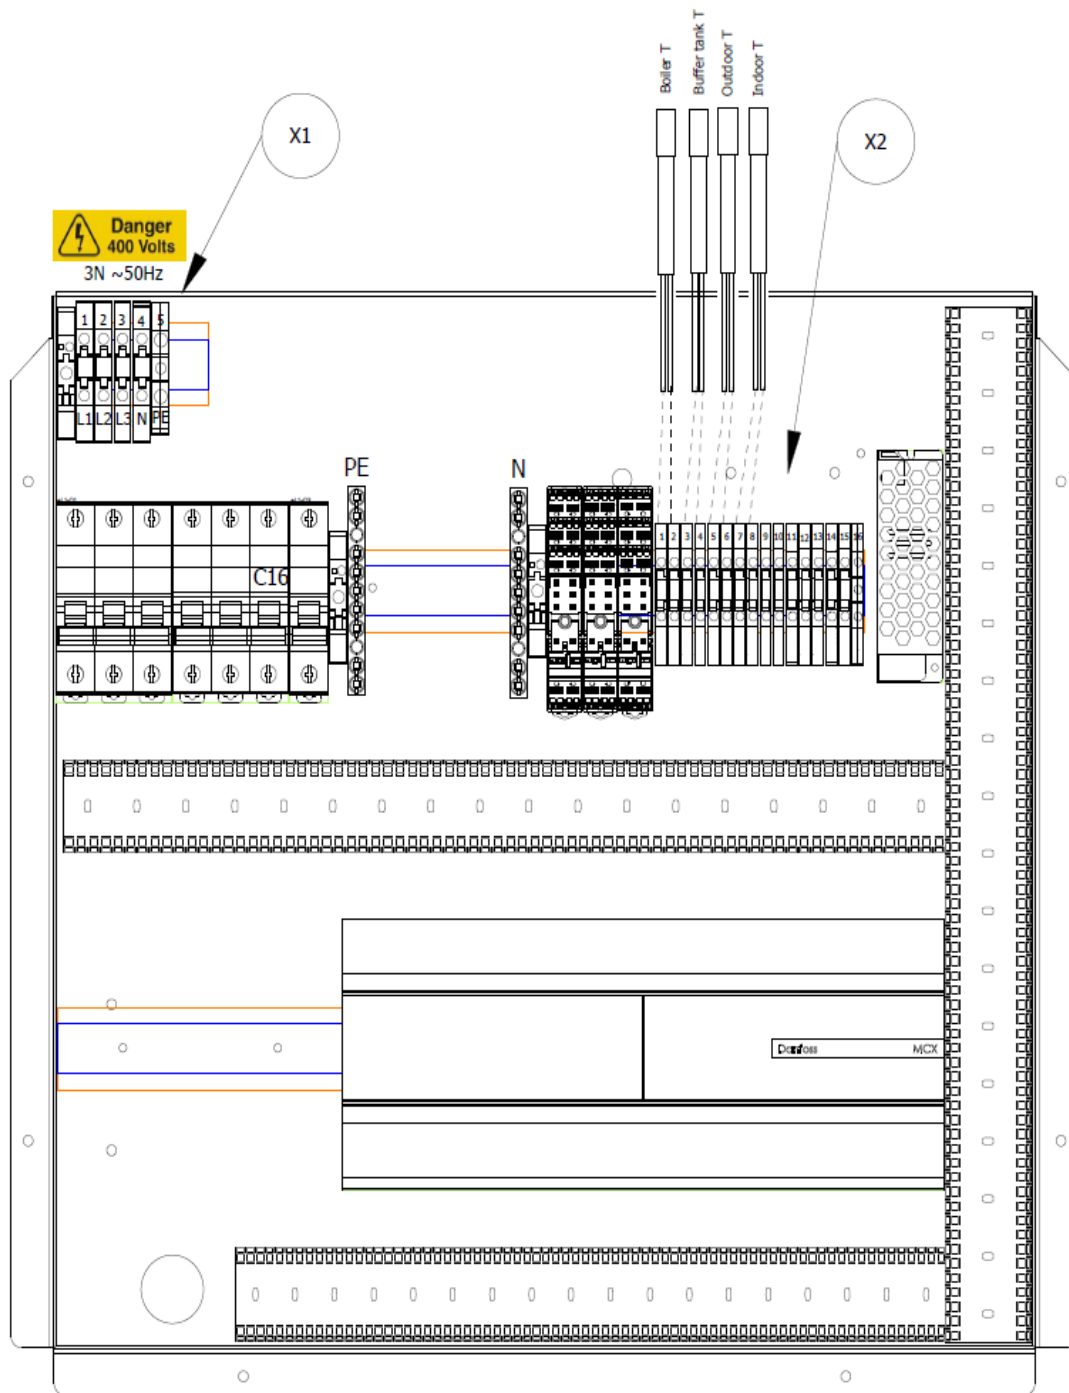 Boiler T
Buffer tank T
Outdoor T
Indoor T
X1
X2
Danger
400 Volts
3N ~50Hz
1 2 3 4 5
L1 L2 L3 N PE
PE
N
C16
1 2 3 4 5 6 7 8 9 10 11 12 13 14 15 16
Danfoss
MCX